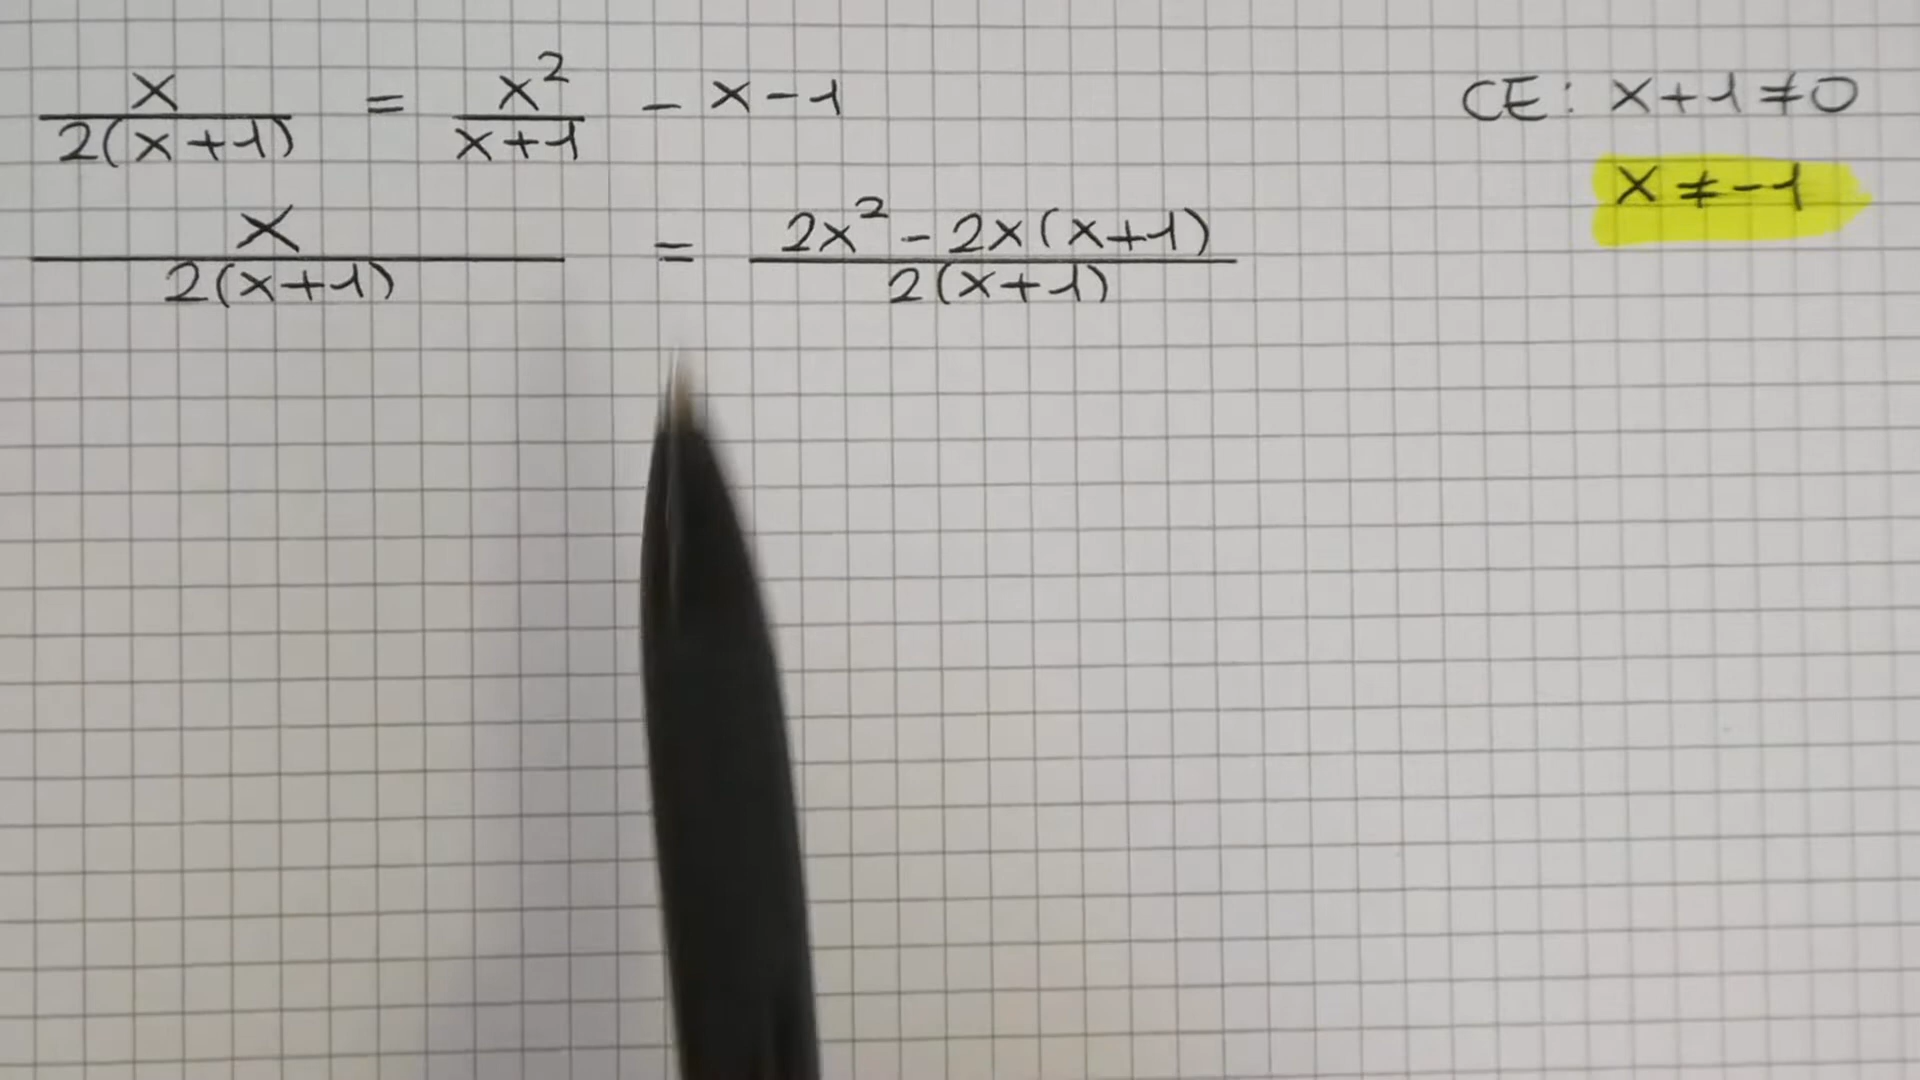 x/2(x+1) = x²/x+1 - x-1
CE: x+1≠0
x≠-1
x/2(x+1) = 2x²-2x(x+1)/2(x+1)